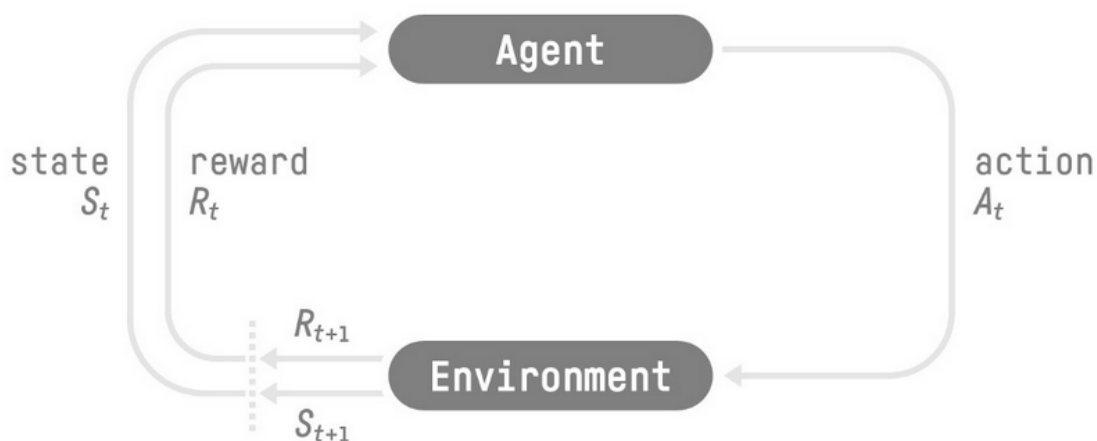 Agent
state
S_t
reward
R_t
action
A_t
R_{t+1}
Environment
S_{t+1}